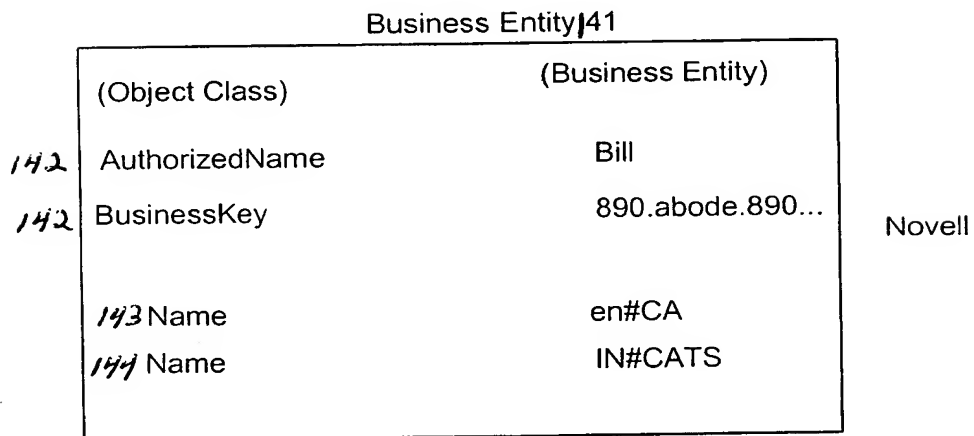 Business Entity 141
(Object Class) (Business Entity)
142 AuthorizedName Bill
142 BusinessKey 890.abode.890...
Novell
143 Name en#CA
144 Name IN#CATS